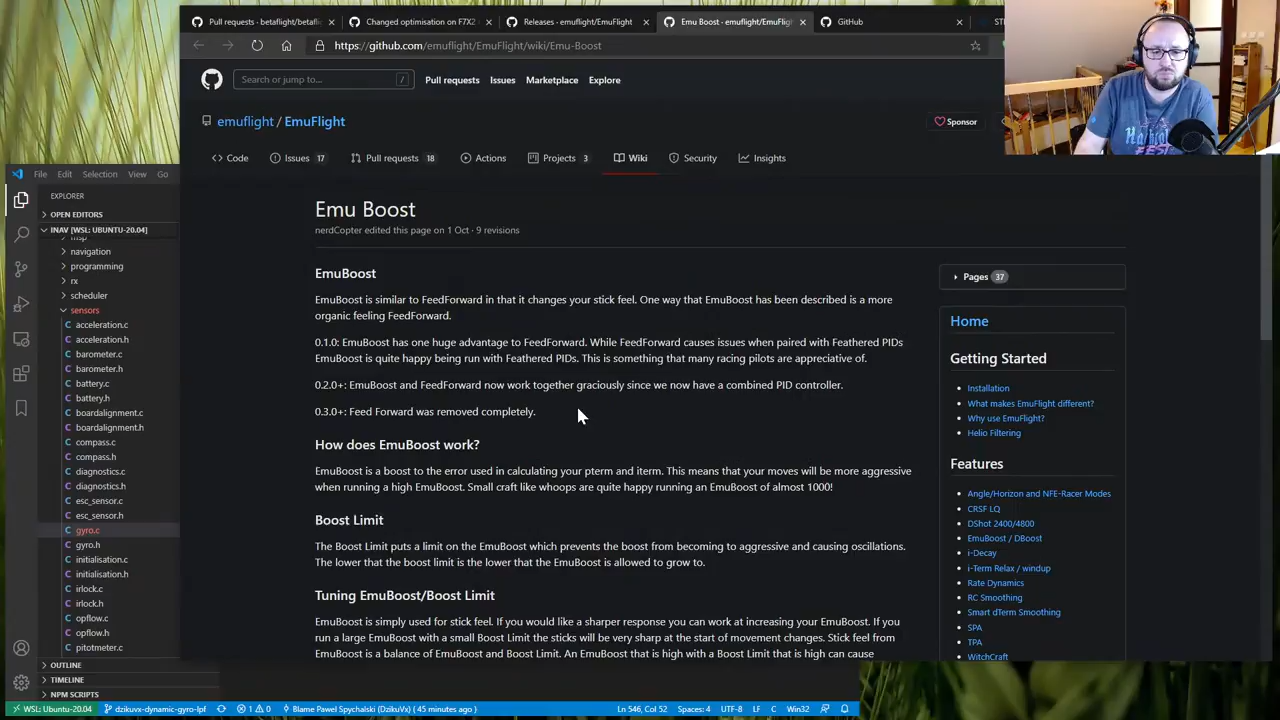 Pull requests - betaflight/betafl
Changed optimisation on F7X2
Releases - emuflight/EmuFlight
Emu Boost - emuflight/EmuFligh
GitHub
https://github.com/emuflight/EmuFlight/wiki/Emu-Boost
Search or jump to...
/
Pull requests
Issues
Marketplace
Explore
emuflight / EmuFlight
Sponsor
Code
Issues 17
Pull requests 18
Actions
Projects 3
Wiki
Security
Insights
File Edit Selection View Go
EXPLORER
OPEN EDITORS
INAV [WSL: UBUNTU-20.04]
msp
navigation
programming
rx
scheduler
sensors
C acceleration.c
C acceleration.h
C barometer.c
C barometer.h
C battery.c
C battery.h
C boardalignment.c
C boardalignment.h
C compass.c
C compass.h
C diagnostics.c
C diagnostics.h
C esc_sensor.c
C esc_sensor.h
C gyro.c
C gyro.h
C initialisation.c
C initialisation.h
C irlock.c
C irlock.h
C opflow.c
C opflow.h
C pitotmeter.c
OUTLINE
TIMELINE
NPM SCRIPTS
Emu Boost
nerdCopter edited this page on 1 Oct · 9 revisions
EmuBoost
EmuBoost is similar to FeedForward in that it changes your stick feel. One way that EmuBoost has been described is a more
organic feeling FeedForward.
0.1.0: EmuBoost has one huge advantage to FeedForward. While FeedForward causes issues when paired with Feathered PIDs
EmuBoost is quite happy being run with Feathered PIDs. This is something that many racing pilots are appreciative of.
0.2.0+: EmuBoost and FeedForward now work together graciously since we now have a combined PID controller.
0.3.0+: Feed Forward was removed completely.
How does EmuBoost work?
EmuBoost is a boost to the error used in calculating your pterm and iterm. This means that your moves will be more aggressive
when running a high EmuBoost. Small craft like whoops are quite happy running an EmuBoost of almost 1000!
Boost Limit
The Boost Limit puts a limit on the EmuBoost which prevents the boost from becoming to aggressive and causing oscillations.
The lower that the boost limit is the lower that the EmuBoost is allowed to grow to.
Tuning EmuBoost/Boost Limit
EmuBoost is simply used for stick feel. If you would like a sharper response you can work at increasing your EmuBoost. If you
run a large EmuBoost with a small Boost Limit the sticks will be very sharp at the start of movement changes. Stick feel from
EmuBoost is a balance of EmuBoost and Boost Limit. An EmuBoost that is high with a Boost Limit that is high can cause
Pages 37
Home
Getting Started
Installation
What makes EmuFlight different?
Why use EmuFlight?
Helio Filtering
Features
Angle/Horizon and NFE-Racer Modes
CRSF LQ
DShot 2400/4800
EmuBoost / DBoost
i-Decay
i-Term Relax / windup
Rate Dynamics
RC Smoothing
Smart dTerm Smoothing
SPA
TPA
WitchCraft
WSL: Ubuntu-20.04
dzikuvx-dynamic-gyro-lpf
1 0
Blame Pawel Spychalski (DzikuVx) ( 45 minutes ago )
Ln 546, Col 52
Spaces: 4
UTF-8
LF
C
Win32